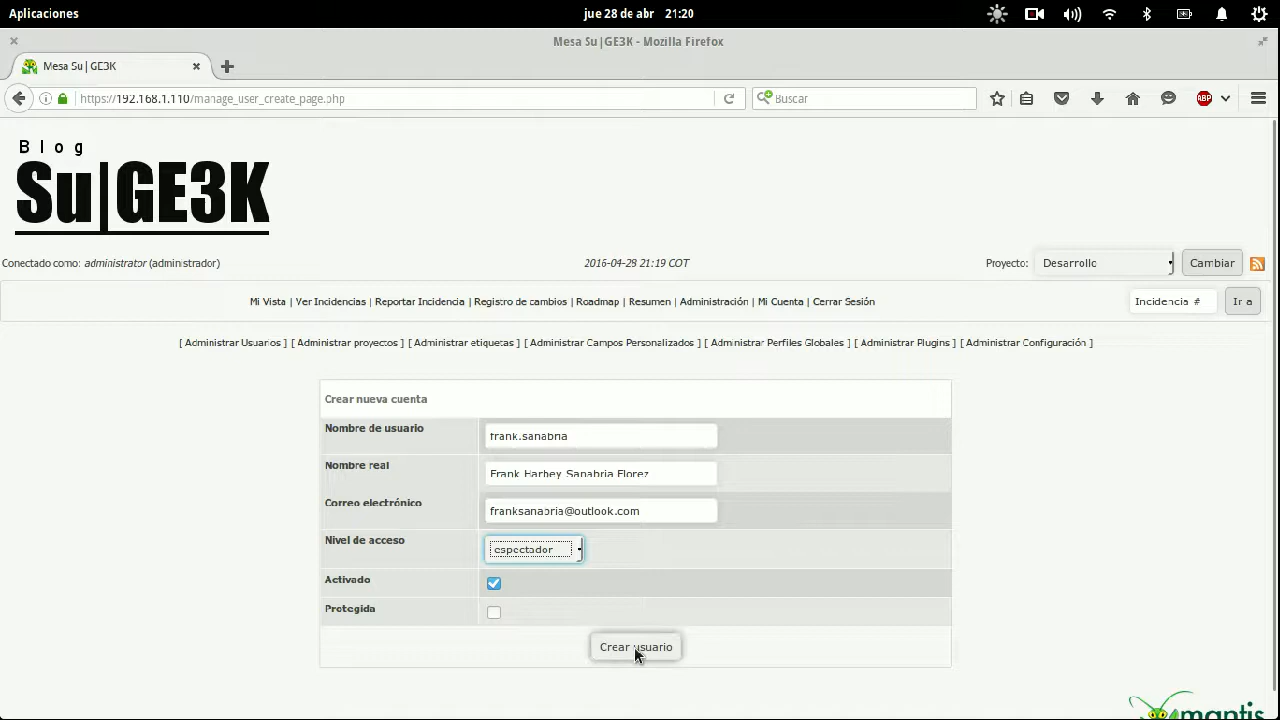 Aplicaciones
jue 28 de abr 21:20
Mesa Su|GE3K - Mozilla Firefox
Mesa Su|GE3K
https://192.168.1.110/manage_user_create_page.php
Buscar
ABP
Blog
Su|GE3K
Conectado como: administrator (administrador)
2016-04-28 21:19 COT
Proyecto: Desarrollo Cambiar
Mi Vista | Ver Incidencias | Reportar Incidencia | Registro de cambios | Roadmap | Resumen | Administración | Mi Cuenta | Cerrar Sesión
Incidencia # Ir a
[ Administrar Usuarios ] [ Administrar proyectos ] [ Administrar etiquetas ] [ Administrar Campos Personalizados ] [ Administrar Perfiles Globales ] [ Administrar Plugins ] [ Administrar Configuración ]
Crear nueva cuenta
Nombre de usuario frank.sanabria
Nombre real Frank Harbey Sanabria Florez
Correo electrónico franksanabria@outlook.com
Nivel de acceso espectador
Activado
Protegida
Crear usuario
mantis